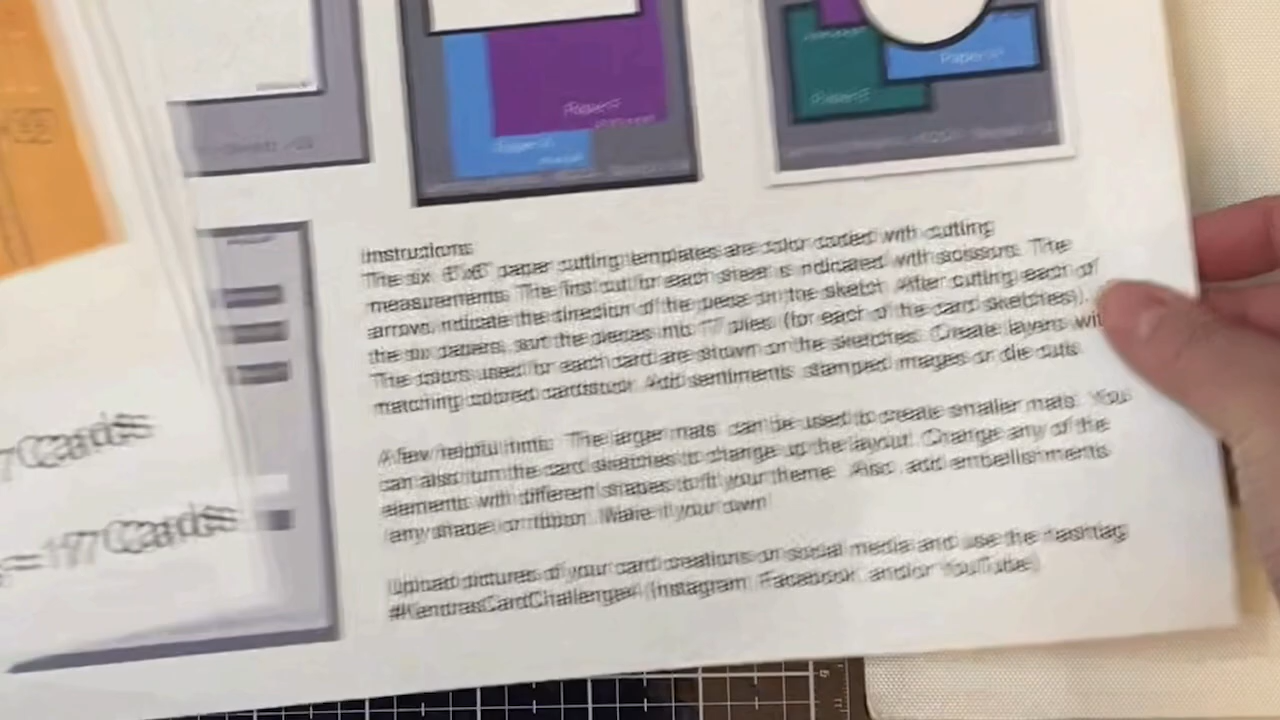 Instructions
The six 6"x6" paper cutting templates are color coded with cutting
measurements. The first cut for each sheet is indicated with scissors. The
arrows indicate the direction of the piece on the sketch. After cutting each of
the six papers, sort the pieces into 17 piles (for each of the card sketches).
The colors used for each card are shown on the sketches. Create layers with
matching colored cardstock. Add sentiments, stamped images or die cuts.
A few helpful hints: The larger mats can be used to create smaller mats. You
can also turn the card sketches to change up the layout. Change any of the
elements with different shapes to fit your theme. Also, add embellishments
(any shape) or ribbon. Make it your own!
Upload pictures of your card creations on social media and use the hashtag
#KendrasCardChallenge (Instagram, Facebook, and/or YouTube)
7 Cards
= 17 Cards